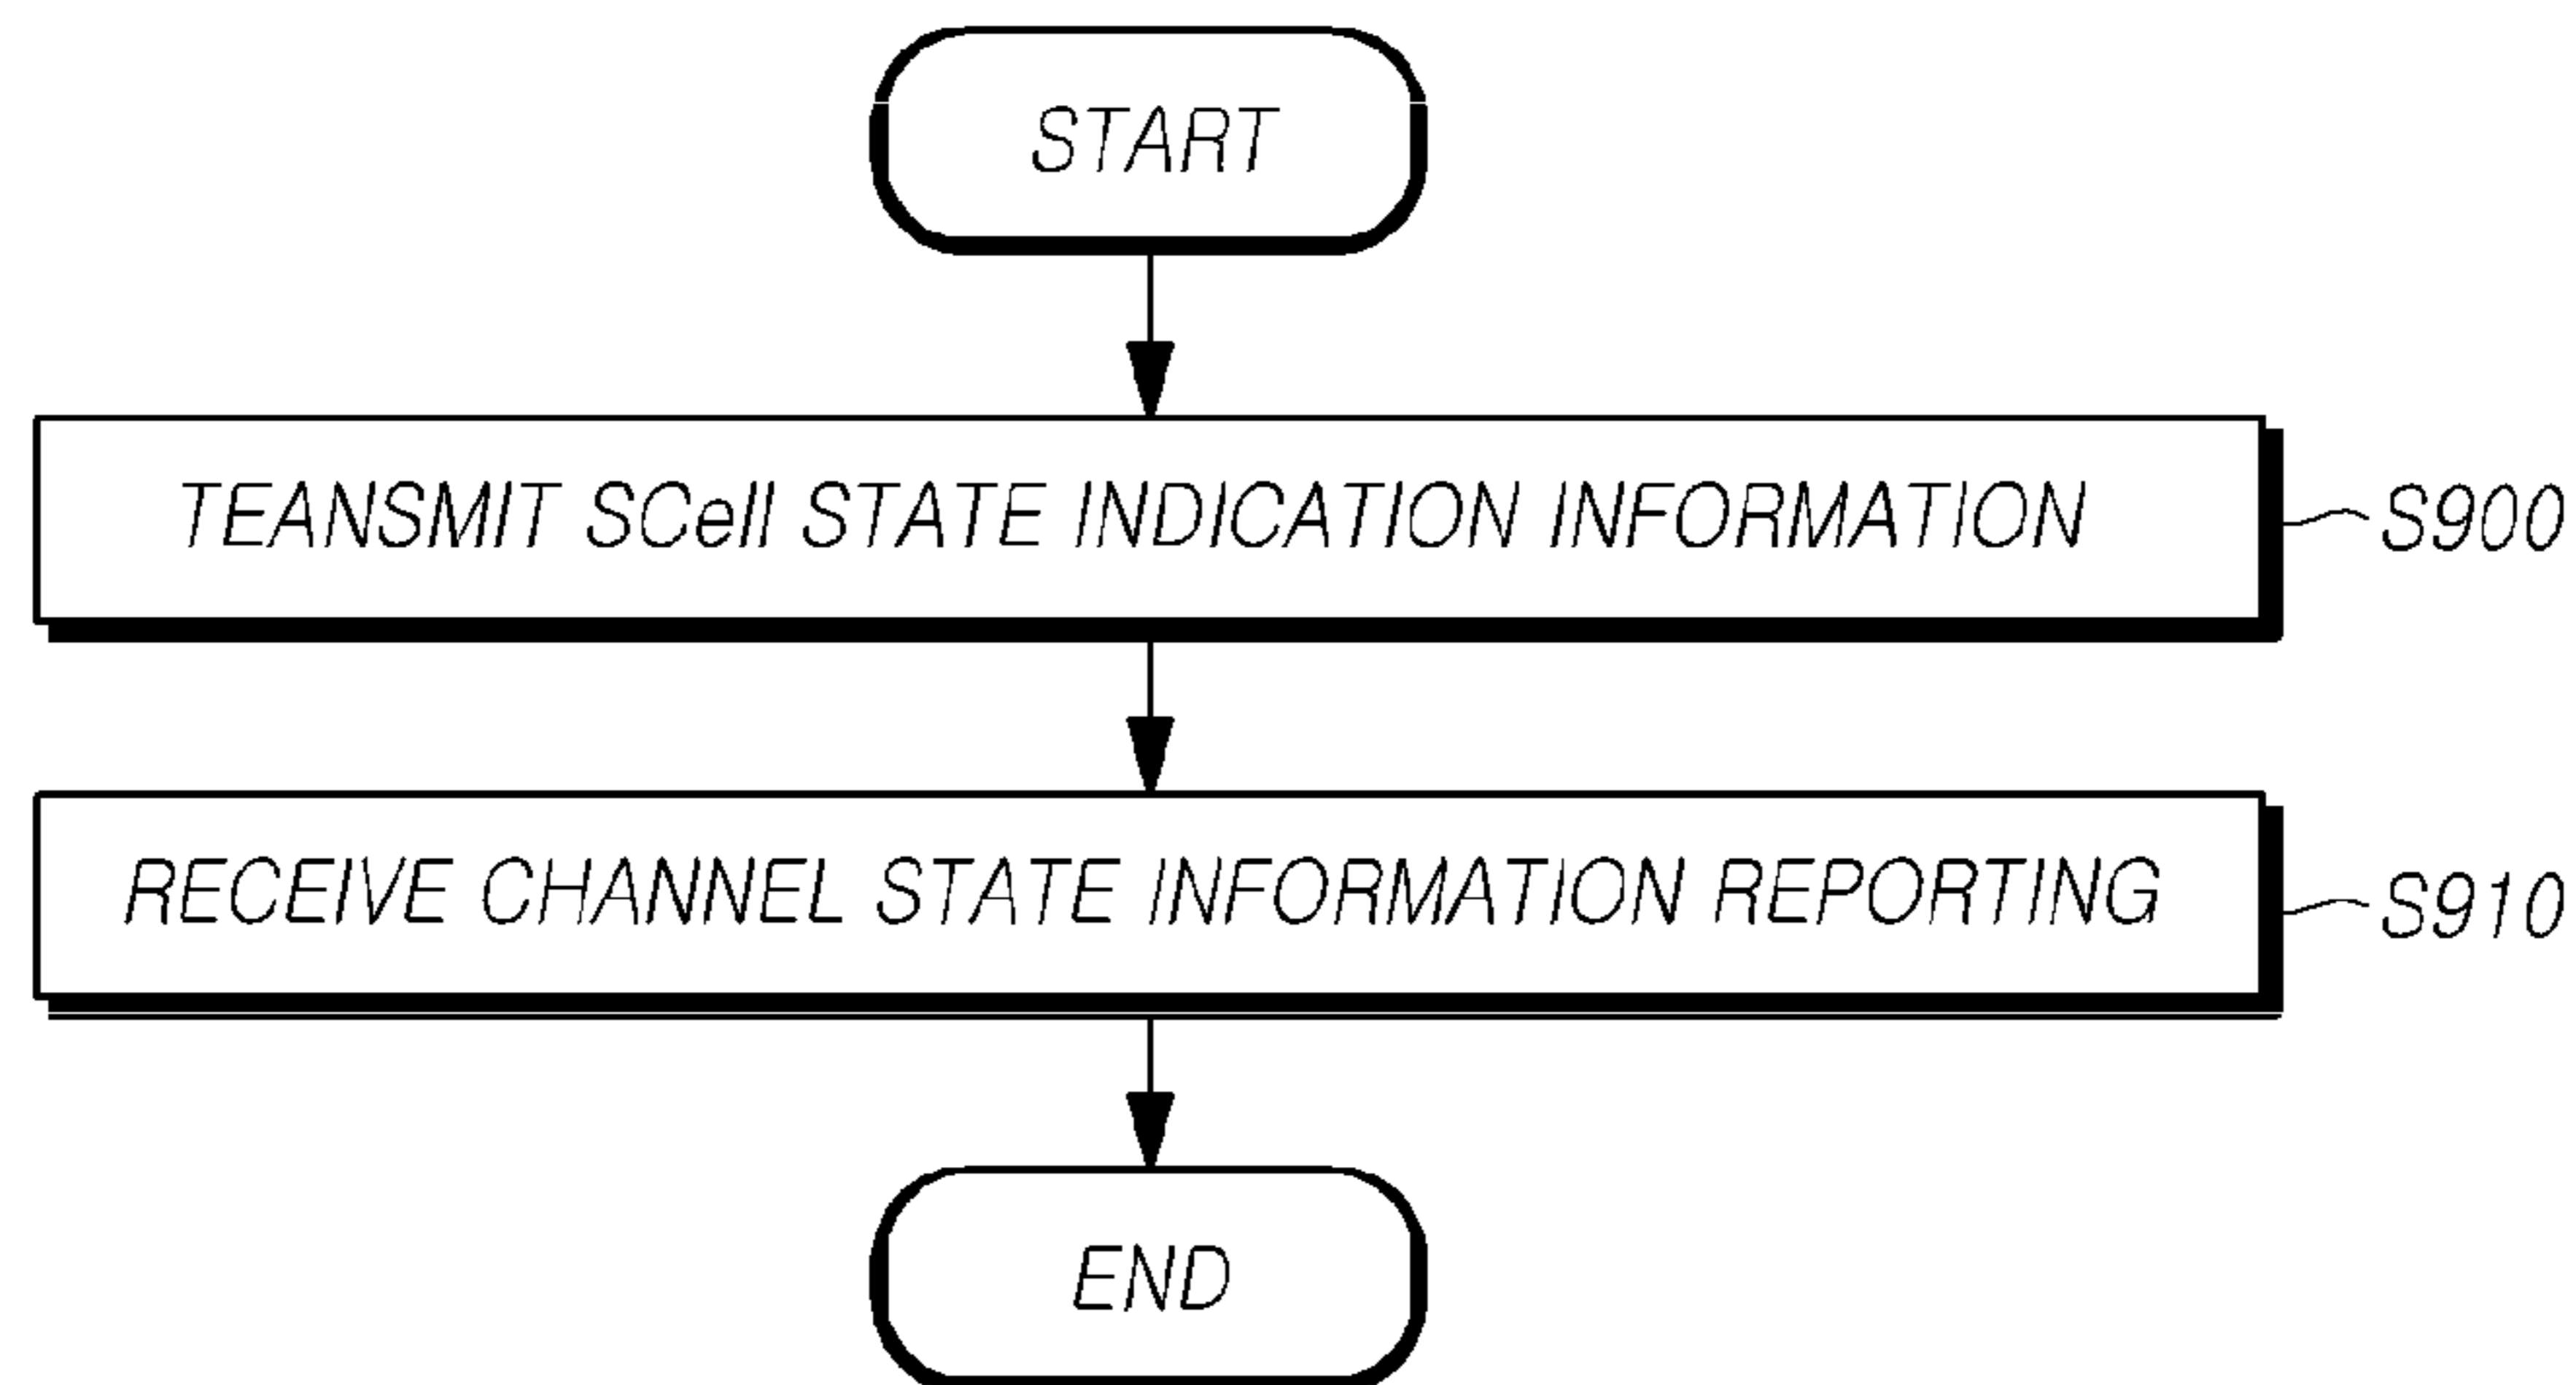 START
TEANSMIT SCell STATE INDICATION INFORMATION
S900
RECEIVE CHANNEL STATE INFORMATION REPORTING
S910
END